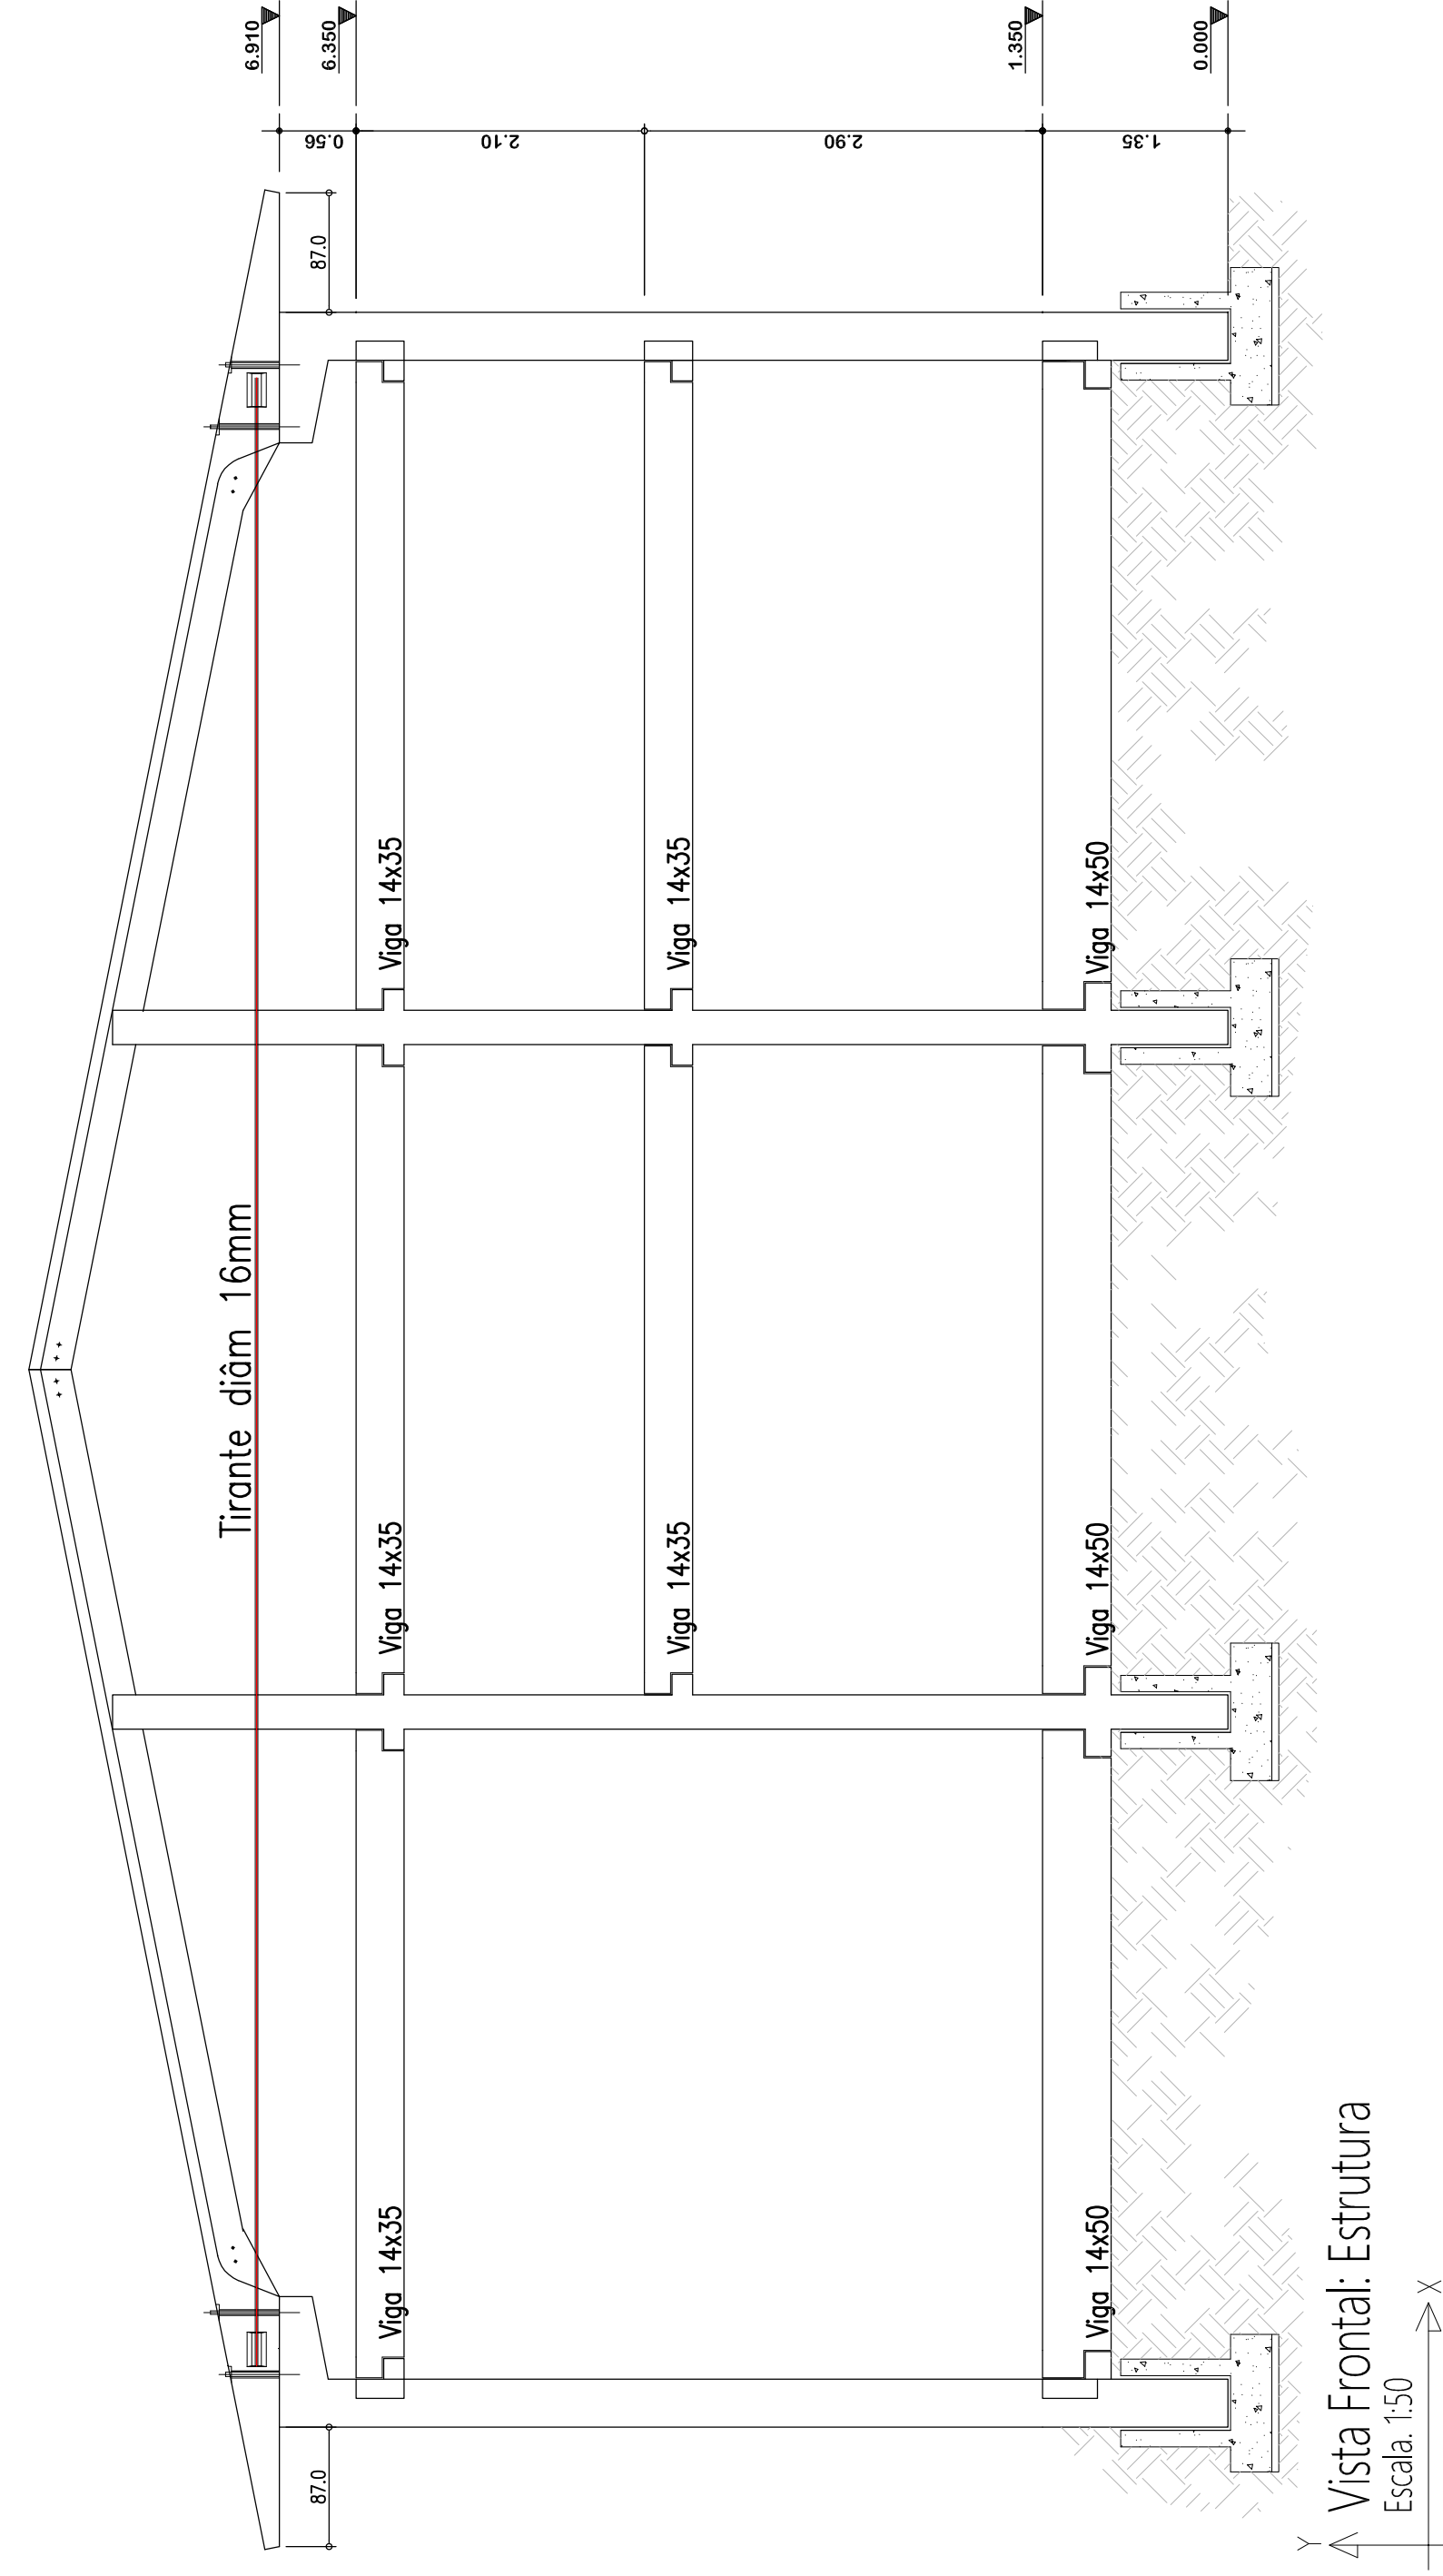 6.910
6.350
1.350
0.000
0.56
2.10
2.90
1.35
87.0
87.0
Tirante diâm 16mm
Viga 14x35
Viga 14x35
Viga 14x35
Viga 14x35
Viga 14x35
Viga 14x50
Viga 14x50
Viga 14x50
Y
X
Vista Frontal: Estrutura
Escala. 1:50